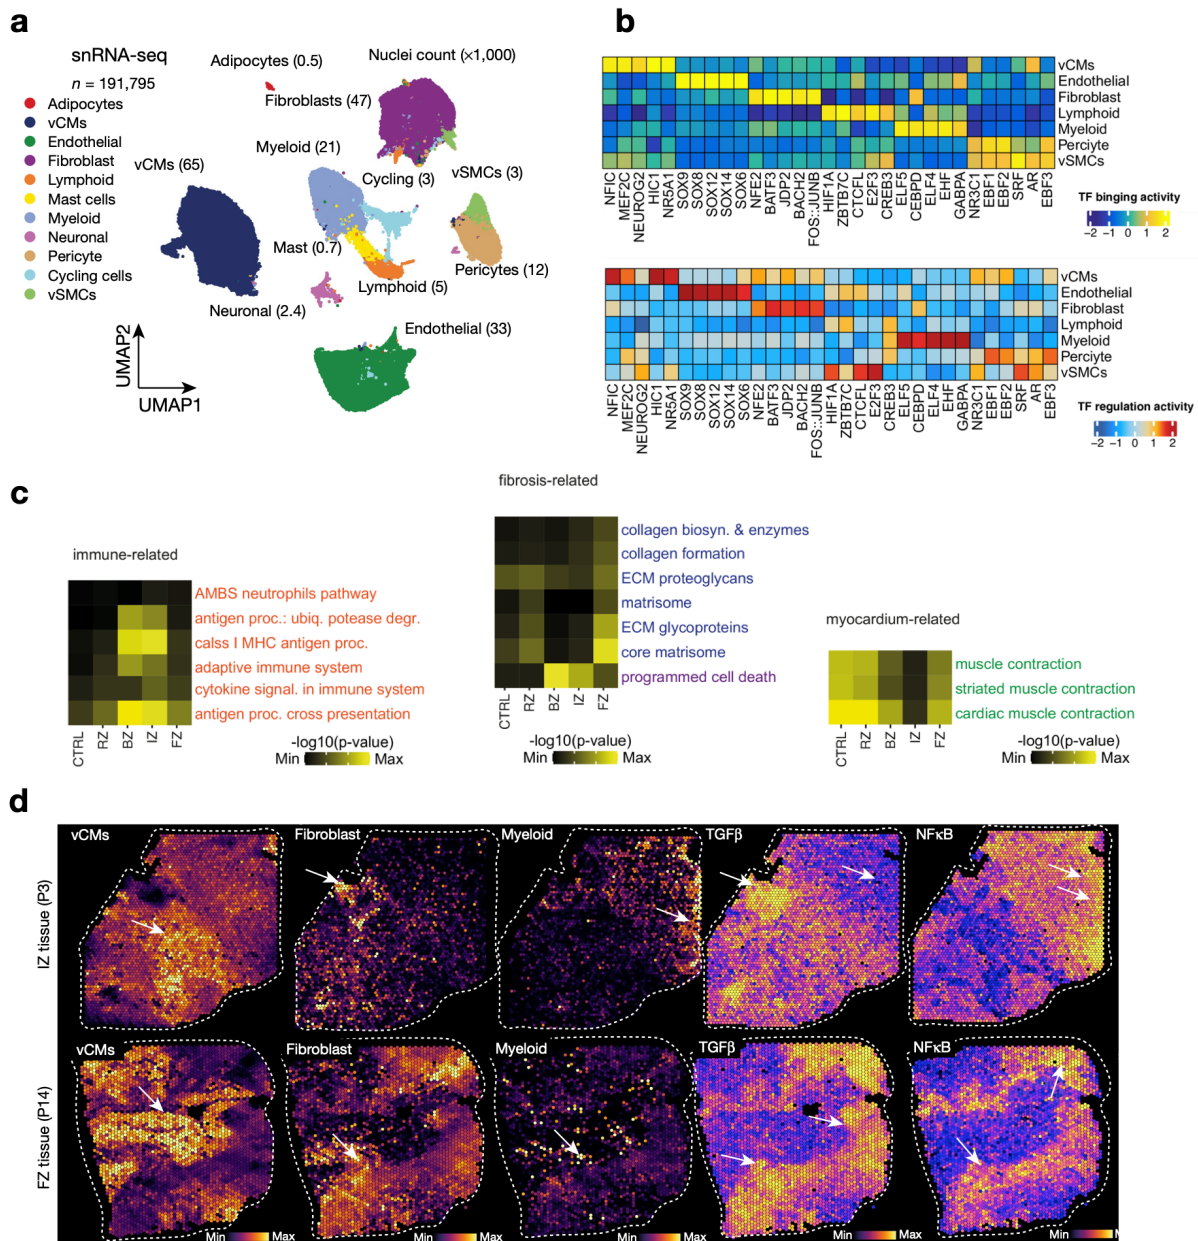 a
snRNA-seq
n = 191,795
Adipocytes
vCMs
Endothelial
Fibroblast
Lymphoid
Mast cells
Myeloid
Neuronal
Pericyte
Cycling cells
vSMCs
Adipocytes (0.5)
Nuclei count (×1,000)
Fibroblasts (47)
Myeloid (21)
vCMs (65)
Cycling (3)
vSMCs (3)
Mast (0.7)
Pericytes (12)
Lymphoid (5)
Neuronal (2.4)
Endothelial (33)
UMAP2
UMAP1
b
vCMs
Endothelial
Fibroblast
Lymphoid
Myeloid
Perciyte
vSMCs
NFIC
MEF2C
NEUROG2
HIC1
NR5A1
SOX9
SOX8
SOX12
SOX14
SOX6
NFE2
BATF3
JDP2
BACH2
FOS::JUNB
HIF1A
ZBTB7C
CTCFL
E2F3
CREB3
ELF5
CEBPD
ELF4
EHF
GABPA
NR3C1
EBF1
EBF2
SRF
AR
EBF3
TF binging activity
−2 −1 0 1 2
vCMs
Endothelial
Fibroblast
Lymphoid
Myeloid
Perciyte
vSMCs
NFIC
MEF2C
NEUROG2
HIC1
NR5A1
SOX9
SOX8
SOX12
SOX14
SOX6
NFE2
BATF3
JDP2
BACH2
FOS::JUNB
HIF1A
ZBTB7C
CTCFL
E2F3
CREB3
ELF5
CEBPD
ELF4
EHF
GABPA
NR3C1
EBF1
EBF2
SRF
AR
EBF3
TF regulation activity
−2 −1 0 1 2
c
immune-related
AMBS neutrophils pathway
antigen proc.: ubiq. potease degr.
calss I MHC antigen proc.
adaptive immune system
cytokine signal. in immune system
antigen proc. cross presentation
CTRL
RZ
BZ
IZ
FZ
-log10(p-value)
Min Max
fibrosis-related
collagen biosyn. & enzymes
collagen formation
ECM proteoglycans
matrisome
ECM glycoproteins
core matrisome
programmed cell death
CTRL
RZ
BZ
IZ
FZ
-log10(p-value)
Min Max
myocardium-related
muscle contraction
striated muscle contraction
cardiac muscle contraction
CTRL
RZ
BZ
IZ
FZ
-log10(p-value)
Min Max
d
IZ tissue (P3)
vCMs
Fibroblast
Myeloid
TGFβ
NFκB
FZ tissue (P14)
vCMs
Fibroblast
Myeloid
TGFβ
NFκB
Min Max
Min Max
Min Max
Min Max
Min